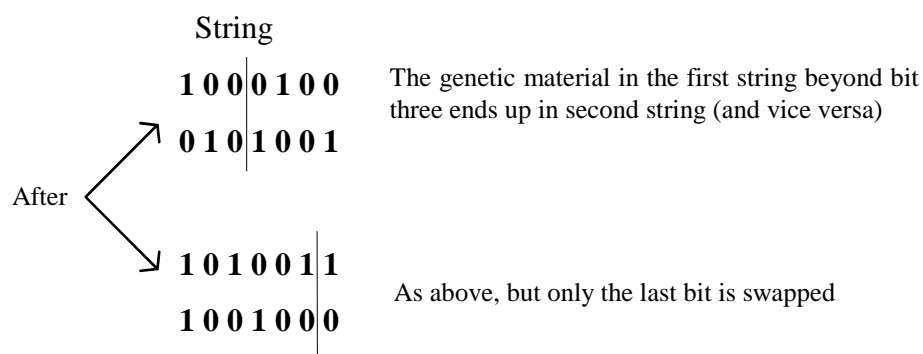 String
1 0 0 0 1 0 0
The genetic material in the first string beyond bit
three ends up in second string (and vice versa)
0 1 0 1 0 0 1
After
1 0 1 0 0 1 1
As above, but only the last bit is swapped
1 0 0 1 0 0 0